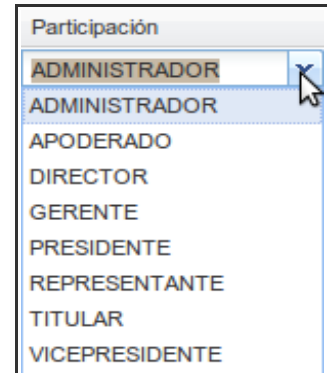 Participación
ADMINISTRADOR
ADMINISTRADOR
APODERADO
DIRECTOR
GERENTE
PRESIDENTE
REPRESENTANTE
TITULAR
VICEPRESIDENTE